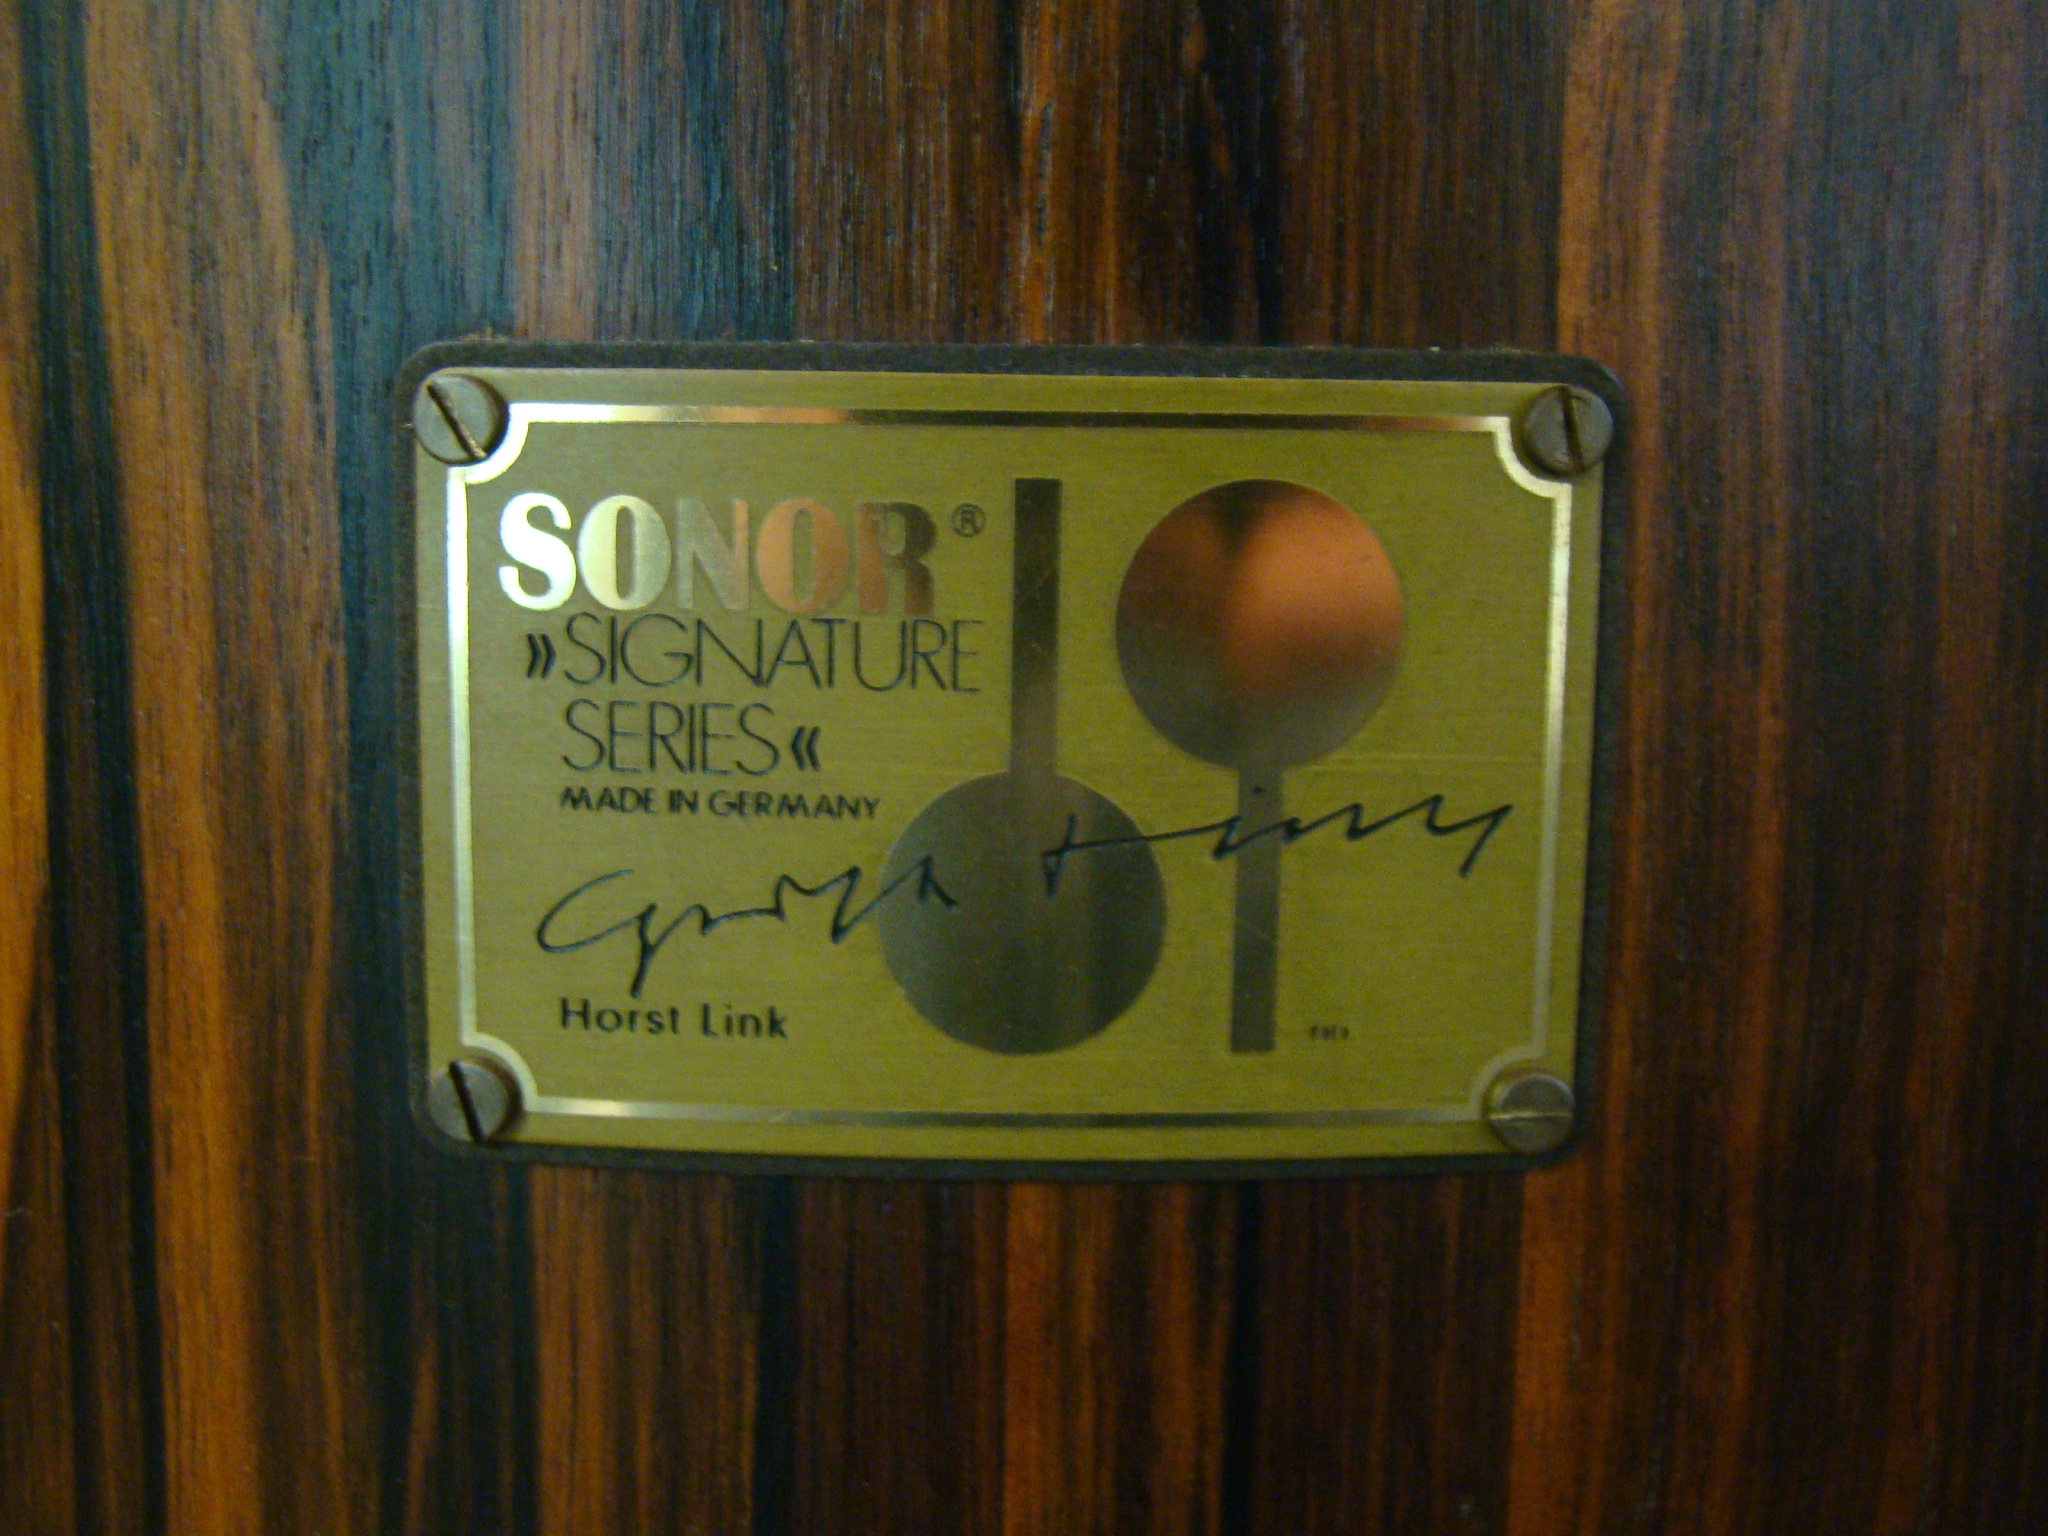 SONOR®
»SIGNATURE
SERIES«
MADE IN GERMANY
Horst Link